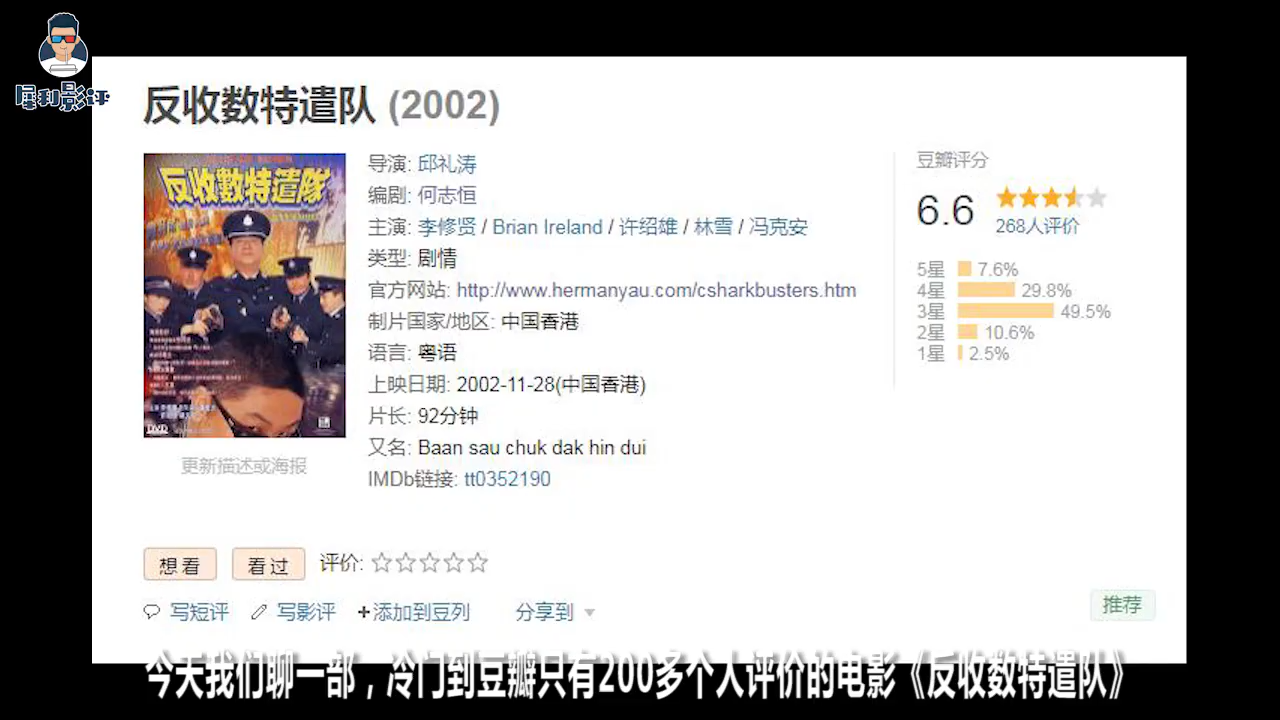 犀利影评
反收数特遣队 (2002)
反收數特遣隊
DVD
更新描述或海报
导演: 邱礼涛
编剧: 何志恒
主演: 李修贤 / Brian Ireland / 许绍雄 / 林雪 / 冯克安
类型: 剧情
官方网站: http://www.hermanyau.com/csharkbusters.htm
制片国家/地区: 中国香港
语言: 粤语
上映日期: 2002-11-28(中国香港)
片长: 92分钟
又名: Baan sau chuk dak hin dui
IMDb链接: tt0352190
豆瓣评分
6.6
268人评价
5星 7.6%
4星 29.8%
3星 49.5%
2星 10.6%
1星 2.5%
想看 看过 评价:
写短评 写影评 +添加到豆列 分享到
推荐
今天我们聊一部，冷门到豆瓣只有200多个人评价的电影《反收数特遣队》